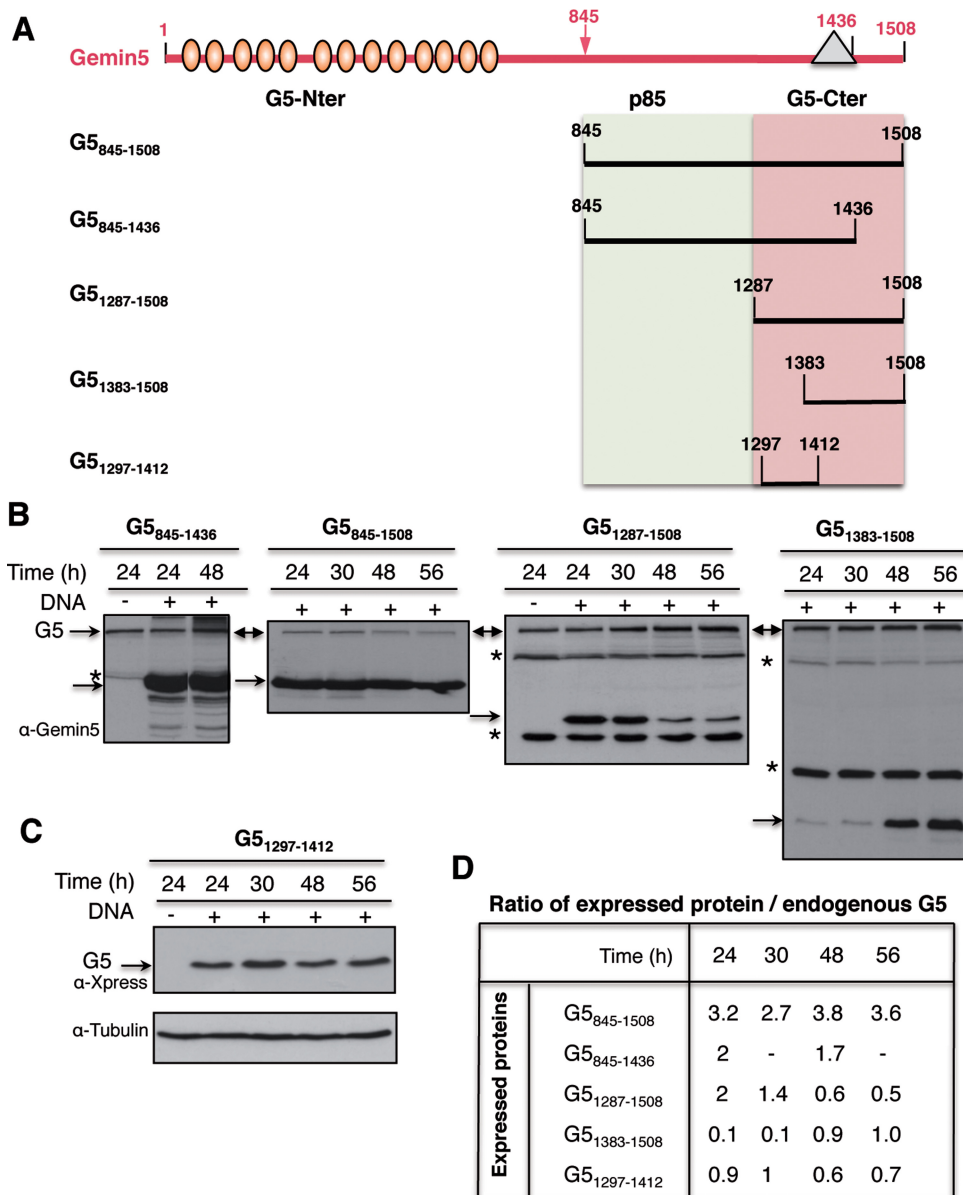 A
1 845 1436 1508
Gemin5
G5-Nter p85 G5-Cter
G5845-1508 845 1508
G5845-1436 845 1436
G51287-1508 1287 1508
G51383-1508 1383 1508
G51297-1412 1297 1412
B
G5845-1436 G5845-1508 G51287-1508 G51383-1508
Time (h) 24 24 48 24 30 48 56 24 24 30 48 56 24 30 48 56
DNA - + + + + + + - + + + + + + + +
G5
*
*
*
*
*
α-Gemin5
C
G51297-1412
Time (h) 24 24 30 48 56
DNA - + + + +
G5
α-Xpress
α-Tubulin
D
Ratio of expressed protein / endogenous G5
Time (h) 24 30 48 56
Expressed proteins
G5845-1508 3.2 2.7 3.8 3.6
G5845-1436 2 - 1.7 -
G51287-1508 2 1.4 0.6 0.5
G51383-1508 0.1 0.1 0.9 1.0
G51297-1412 0.9 1 0.6 0.7